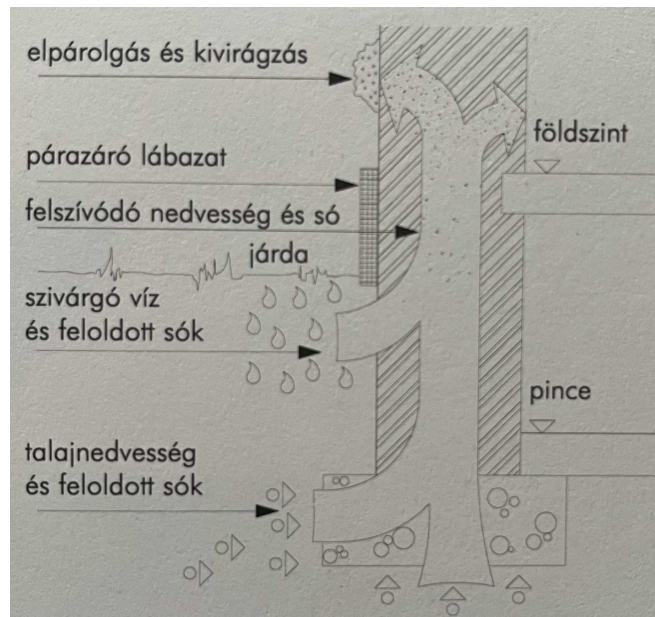 elpárolgás és kivirágzás
földszint
párazáró lábazat
felszívódó nedvesség és só
járda
szivárgó víz
és feloldott sók
pince
talajnedvesség
és feloldott sók